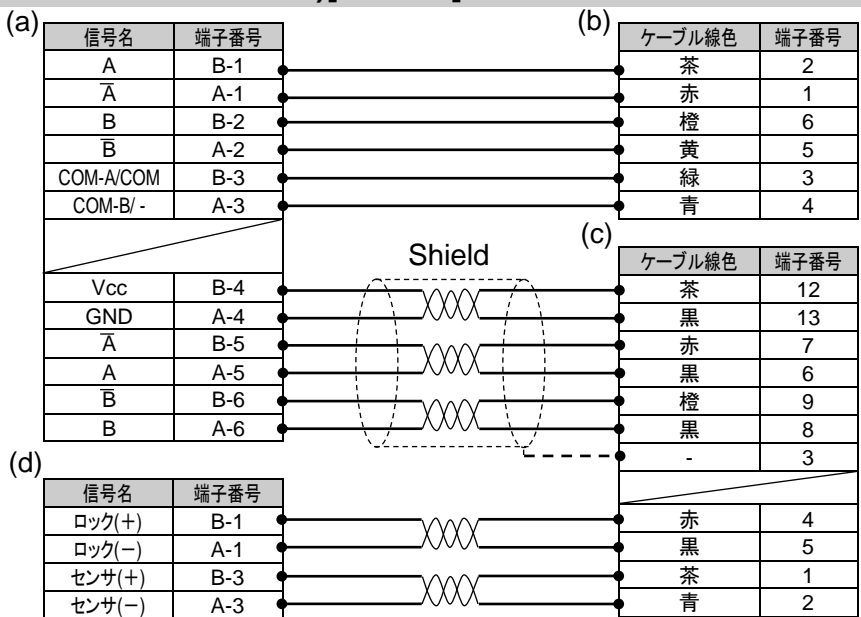 (a)
信号名 端子番号
A B-1
A̅ A-1
B B-2
B̅ A-2
COM-A/COM B-3
COM-B/ - A-3
Vcc B-4
GND A-4
A̅ B-5
A A-5
B̅ B-6
B A-6
Shield
(b)
ケーブル線色 端子番号
茶 2
赤 1
橙 6
黄 5
緑 3
青 4
(c)
ケーブル線色 端子番号
茶 12
黒 13
赤 7
黒 6
橙 9
黒 8
- 3
赤 4
黒 5
茶 1
青 2
(d)
信号名 端子番号
ロック(+) B-1
ロック(−) A-1
センサ(+) B-3
センサ(−) A-3